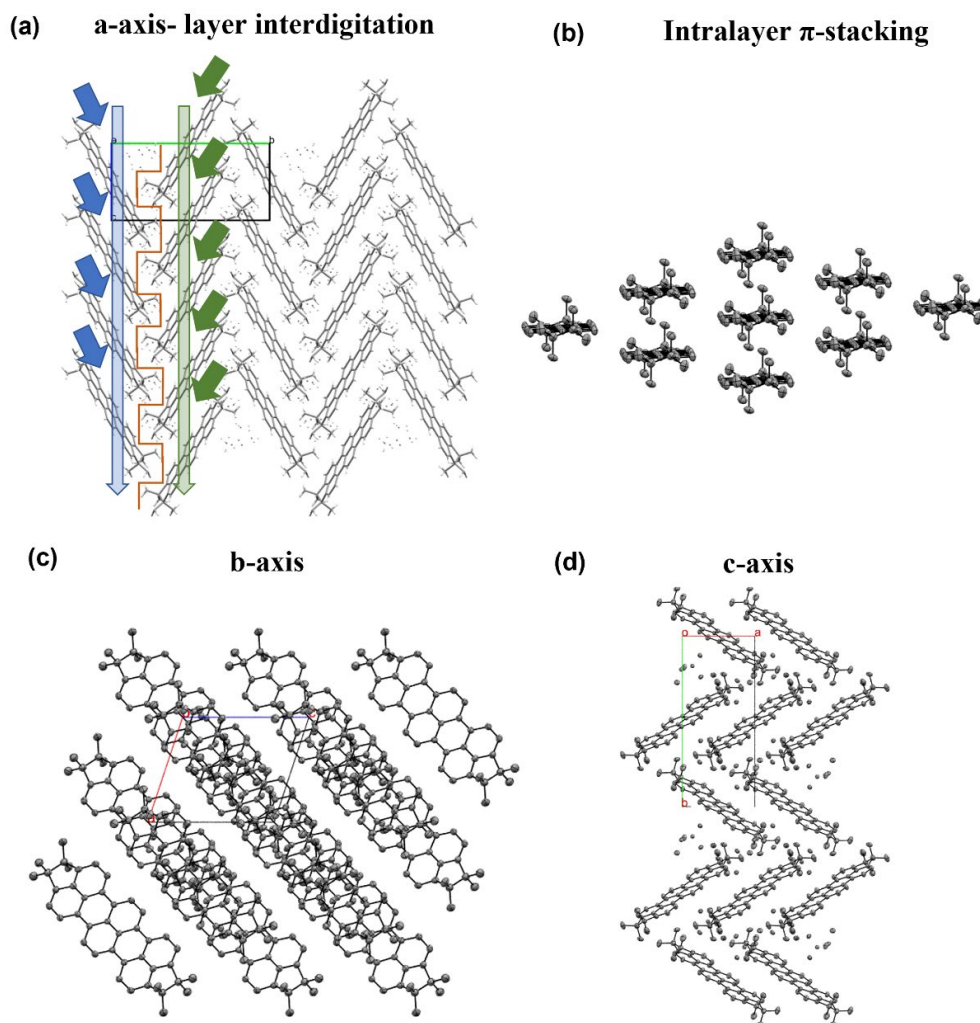 (a)
a-axis- layer interdigitation
(b)
Intralayer π-stacking
a
b
c
(c)
b-axis
(d)
c-axis
o
a
b